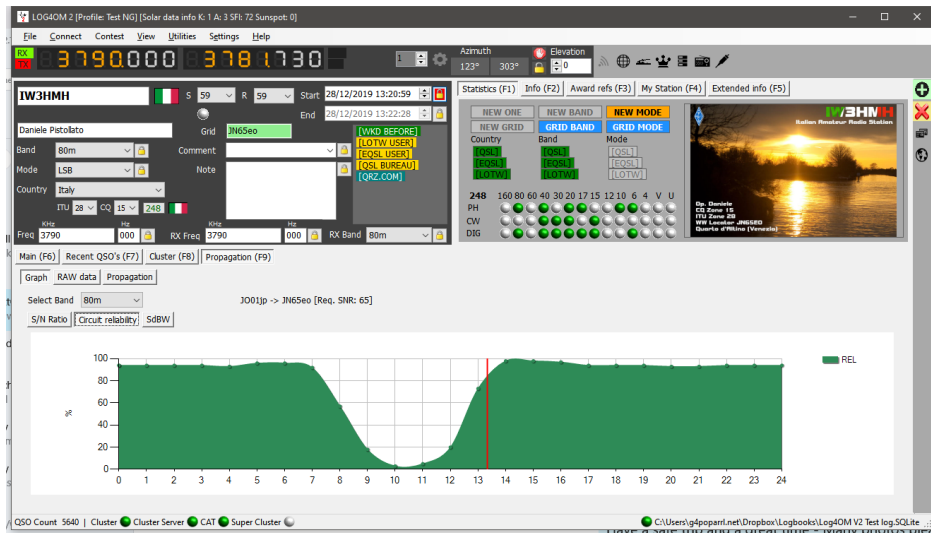 LOG4OM 2 [Profile: Test NG] [Solar data info K: 1 A: 3 SFI: 72 Sunspot: 0]
File Connect Contest View Utilities Settings Help
RX
TX
3790.000 3781.730
1
Azimuth
123° 303°
Elevation
0
IW3HMH
S 59 R 59 Start 28/12/2019 13:20:59
End 28/12/2019 13:22:28
Daniele Pistollato
Grid JN65eo
Band 80m
Comment
Mode LSB
Note
Country Italy
ITU 28 CQ 15 248
[WKD BEFORE]
[LOTW USER]
[EQSL USER]
[QSL BUREAU]
[QRZ.COM]
KHz Hz KHz Hz
Freq 3790 000 RX Freq 3790 000 RX Band 80m
Statistics (F1) Info (F2) Award refs (F3) My Station (F4) Extended info (F5)
NEW ONE NEW BAND NEW MODE
NEW GRID GRID BAND GRID MODE
Country Band Mode
[QSL] [QSL] [QSL]
[EQSL] [EQSL] [EQSL]
[LOTW] [LOTW] [LOTW]
248 160 80 60 40 30 20 17 15 12 10 6 4 V U
PH
CW
DIG
IW3HMH
Italian Amateur Radio Station
Op. Daniele
CQ Zone 15
ITU Zone 28
WW Locator JN65EO
Quarto d'Altino (Venezia)
Main (F6) Recent QSO's (F7) Cluster (F8) Propagation (F9)
Graph RAW data Propagation
Select Band 80m JO01jp -> JN65eo [Req. SNR: 65]
S/N Ratio Circuit reliability SdBW
100
80
60
40
20
0
%
0 1 2 3 4 5 6 7 8 9 10 11 12 13 14 15 16 17 18 19 20 21 22 23 24
REL
QSO Count 5640 Cluster Cluster Server CAT Super Cluster
C:\Users\g4poparrl.net\Dropbox\Logbooks\Log4OM V2 Test log.SQLite